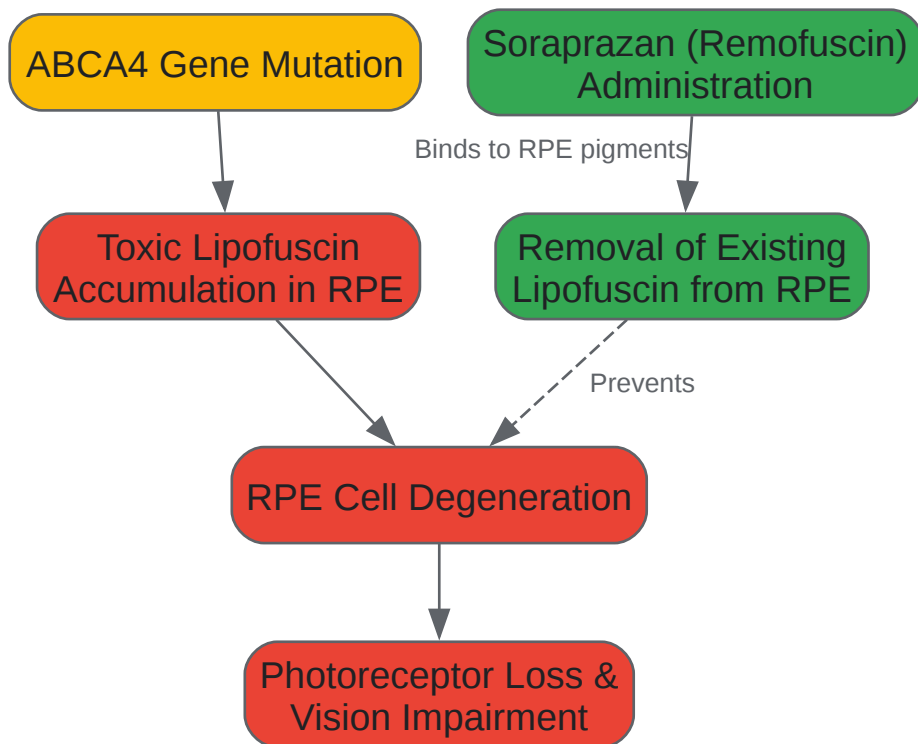 ABCA4 Gene Mutation
Soraprazan (Remofuscin)
Administration
Binds to RPE pigments
Toxic Lipofuscin
Accumulation in RPE
Removal of Existing
Lipofuscin from RPE
Prevents
RPE Cell Degeneration
Photoreceptor Loss &
Vision Impairment